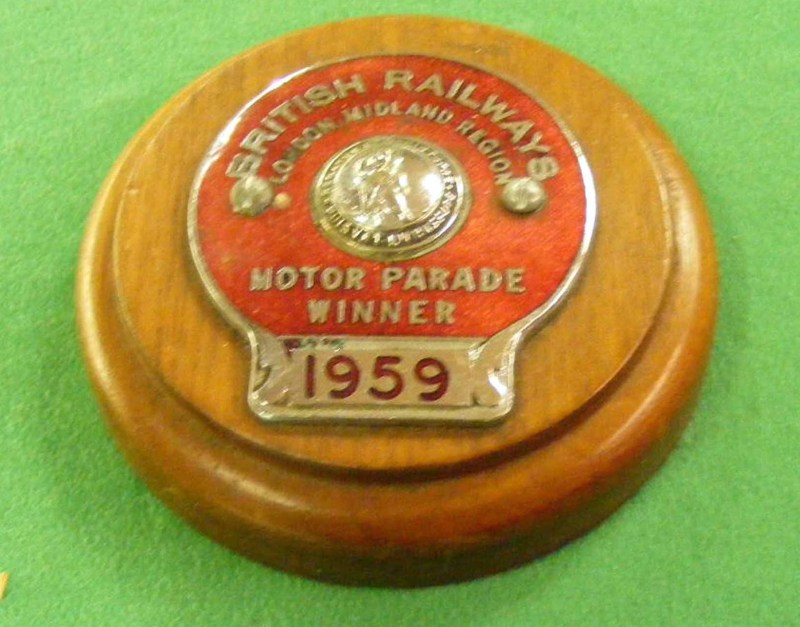 BRITISH RAILWAYS
LONDON MIDLAND REGION
MOTOR PARADE
WINNER
1959